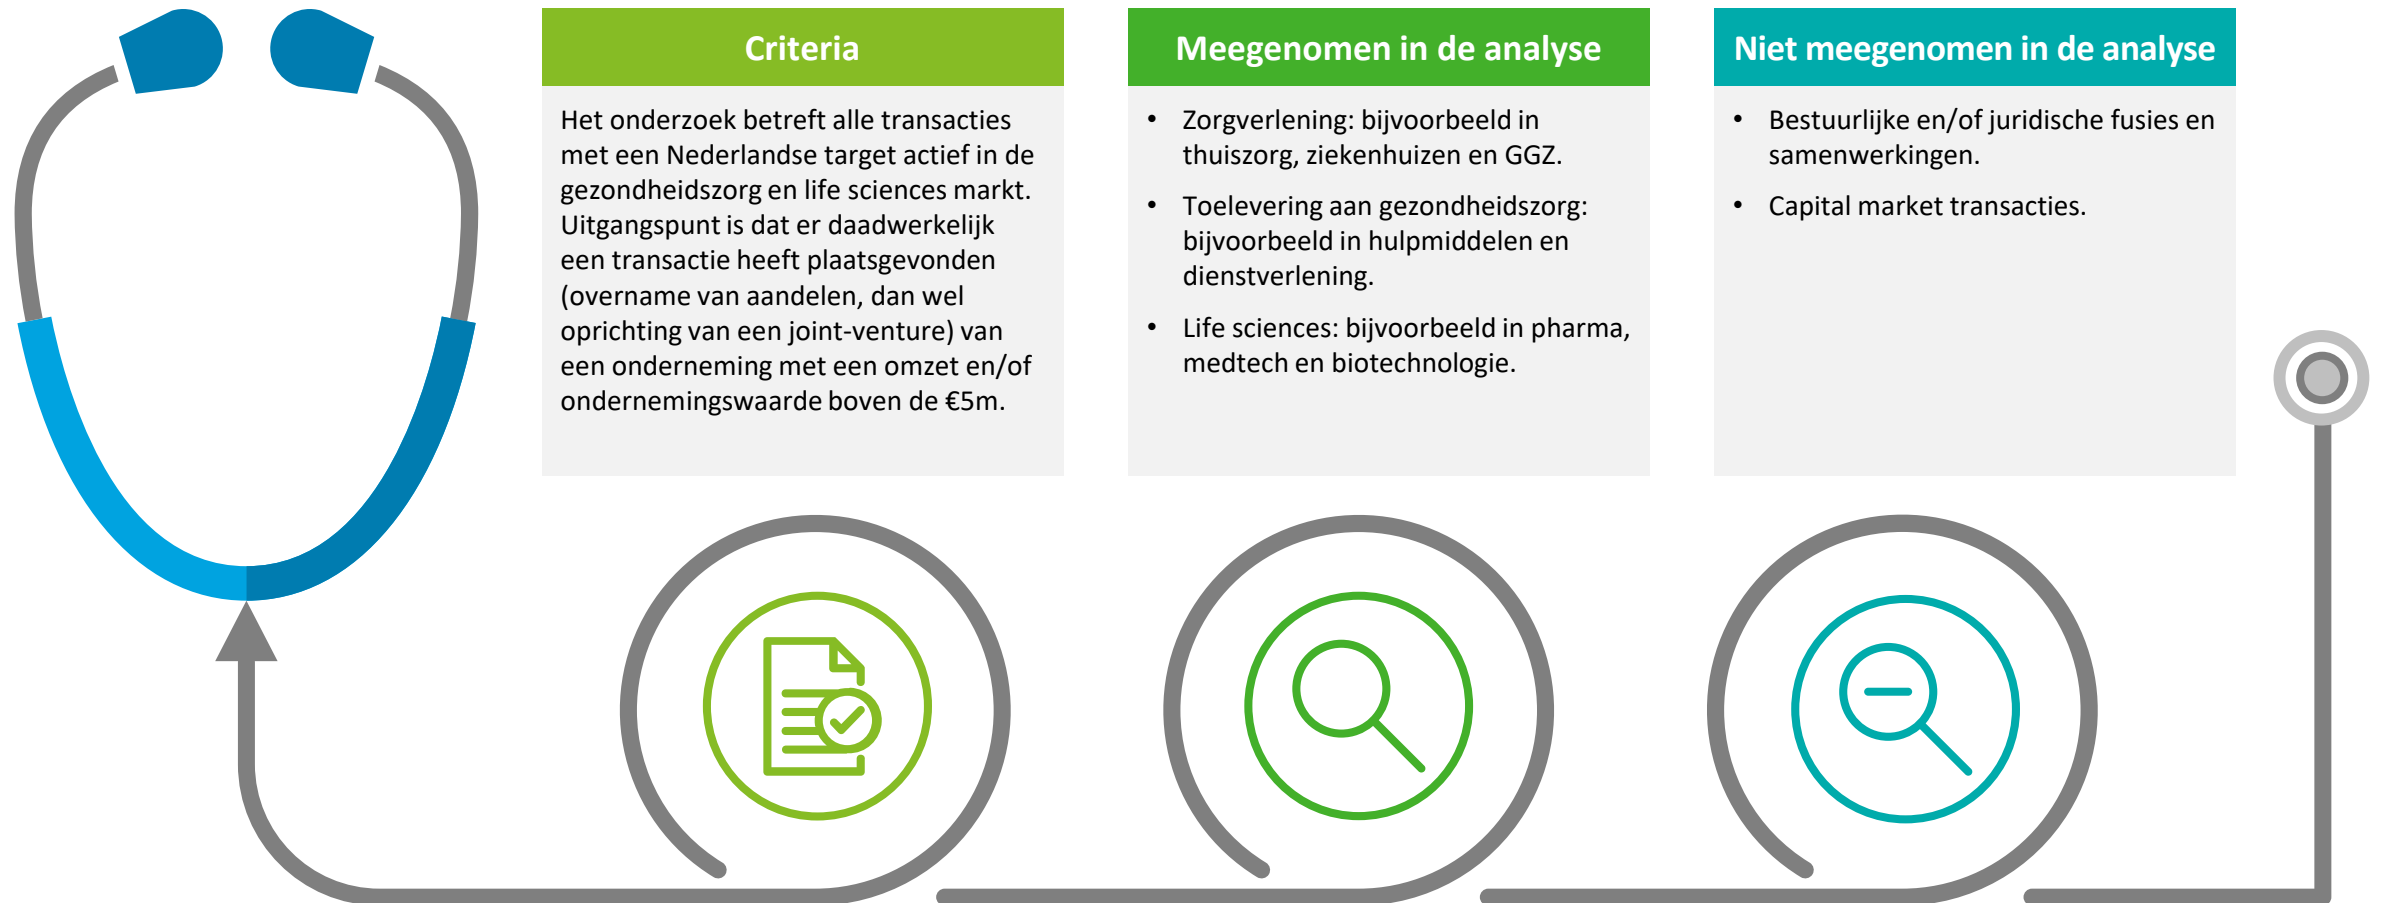 Criteria
Het onderzoek betreft alle transacties
met een Nederlandse target actief in de
gezondheidszorg en life sciences markt.
Uitgangspunt is dat er daadwerkelijk
een transactie heeft plaatsgevonden
(overname van aandelen, dan wel
oprichting van een joint-venture) van
een onderneming met een omzet en/of
ondernemingswaarde boven de €5m.
Meegenomen in de analyse
• Zorgverlening: bijvoorbeeld in
thuiszorg, ziekenhuizen en GGZ.
• Toelevering aan gezondheidszorg:
bijvoorbeeld in hulpmiddelen en
dienstverlening.
• Life sciences: bijvoorbeeld in pharma,
medtech en biotechnologie.
Niet meegenomen in de analyse
• Bestuurlijke en/of juridische fusies en
samenwerkingen.
• Capital market transacties.